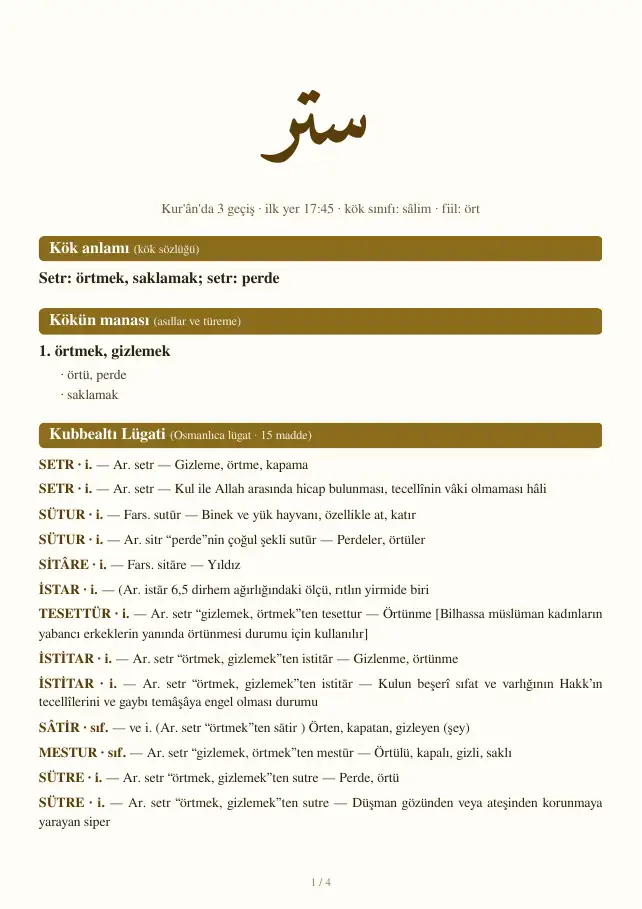 ستر
Kur'ân'da 3 geçiş · ilk yer 17:45 · kök sınıfı: sâlim · fiil: ört
Kök anlamı (kök sözlüğü)
Setr: örtmek, saklamak; setr: perde
Kökün manası (asıllar ve türeme)
1. örtmek, gizlemek
· örtü, perde
· saklamak
Kubbealtı Lügati (Osmanlıca lügat · 15 madde)
SETR · i. — Ar. setr — Gizleme, örtme, kapama
SETR · i. — Ar. setr — Kul ile Allah arasında hicap bulunması, tecellînin vâki olmaması hâli
SÜTUR · i. — Fars. sutūr — Binek ve yük hayvanı, özellikle at, katır
SÜTUR · i. — Ar. sitr “perde”nin çoğul şekli sutūr — Perdeler, örtüler
SİTÂRE · i. — Fars. sitāre — Yıldız
İSTAR · i. — (Ar. istār 6,5 dirhem ağırlığındaki ölçü, rıtlın yirmide biri
TESETTÜR · i. — Ar. setr “gizlemek, örtmek”ten tesettur — Örtünme [Bilhassa müslüman kadınların
yabancı erkeklerin yanında örtünmesi durumu için kullanılır]
İSTİTAR · i. — Ar. setr “örtmek, gizlemek”ten istitār — Gizlenme, örtünme
İSTİTAR · i. — Ar. setr “örtmek, gizlemek”ten istitār — Kulun beşerî sıfat ve varlığının Hakk’ın
tecellîlerini ve gaybı temâşâya engel olması durumu
SÂTİR · sıf. — ve i. (Ar. setr “örtmek”ten sātir ) Örten, kapatan, gizleyen (şey)
MESTUR · sıf. — Ar. setr “gizlemek, örtmek”ten mestūr — Örtülü, kapalı, gizli, saklı
SÜTRE · i. — Ar. setr “örtmek, gizlemek”ten sutre — Perde, örtü
SÜTRE · i. — Ar. setr “örtmek, gizlemek”ten sutre — Düşman gözünden veya ateşinden korunmaya
yarayan siper
1 / 4